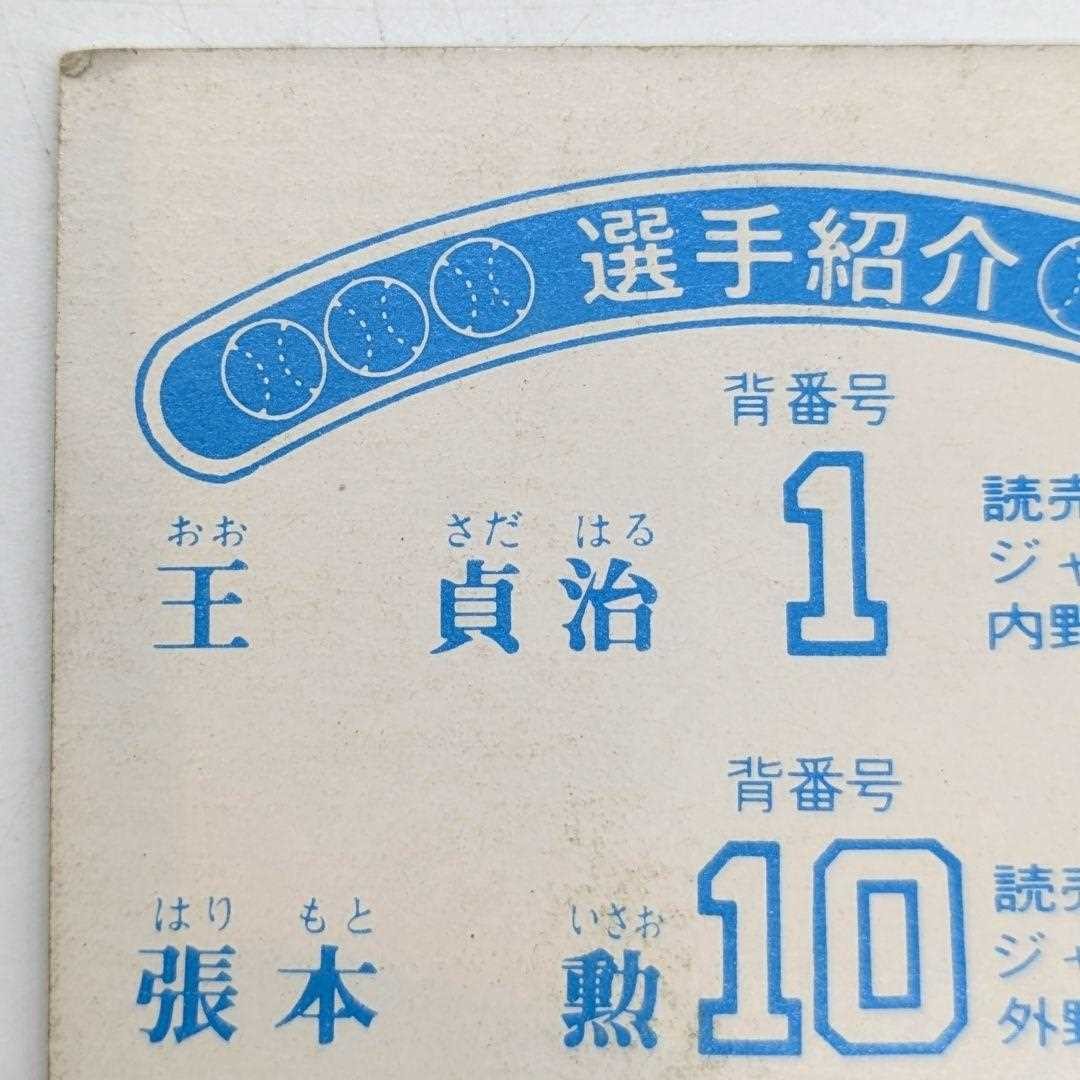 選手紹介
背番号
おお さだ はる
王 貞治 1
読売
ジャ
内野
背番号
はり もと いさお
張本 勲 10
読売
ジャ
外野